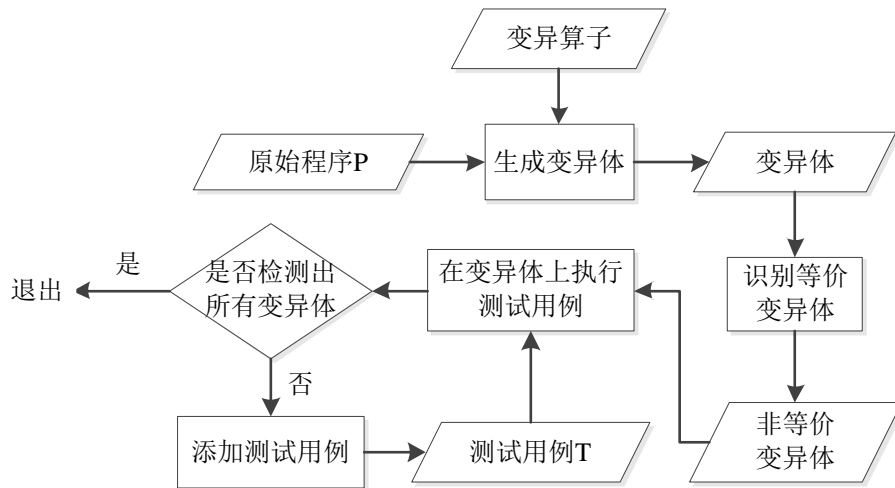 变异算子
原始程序P
生成变异体
变异体
是
退出
是否检测出
所有变异体
在变异体上执行
测试用例
识别等价
变异体
否
添加测试用例
测试用例T
非等价
变异体